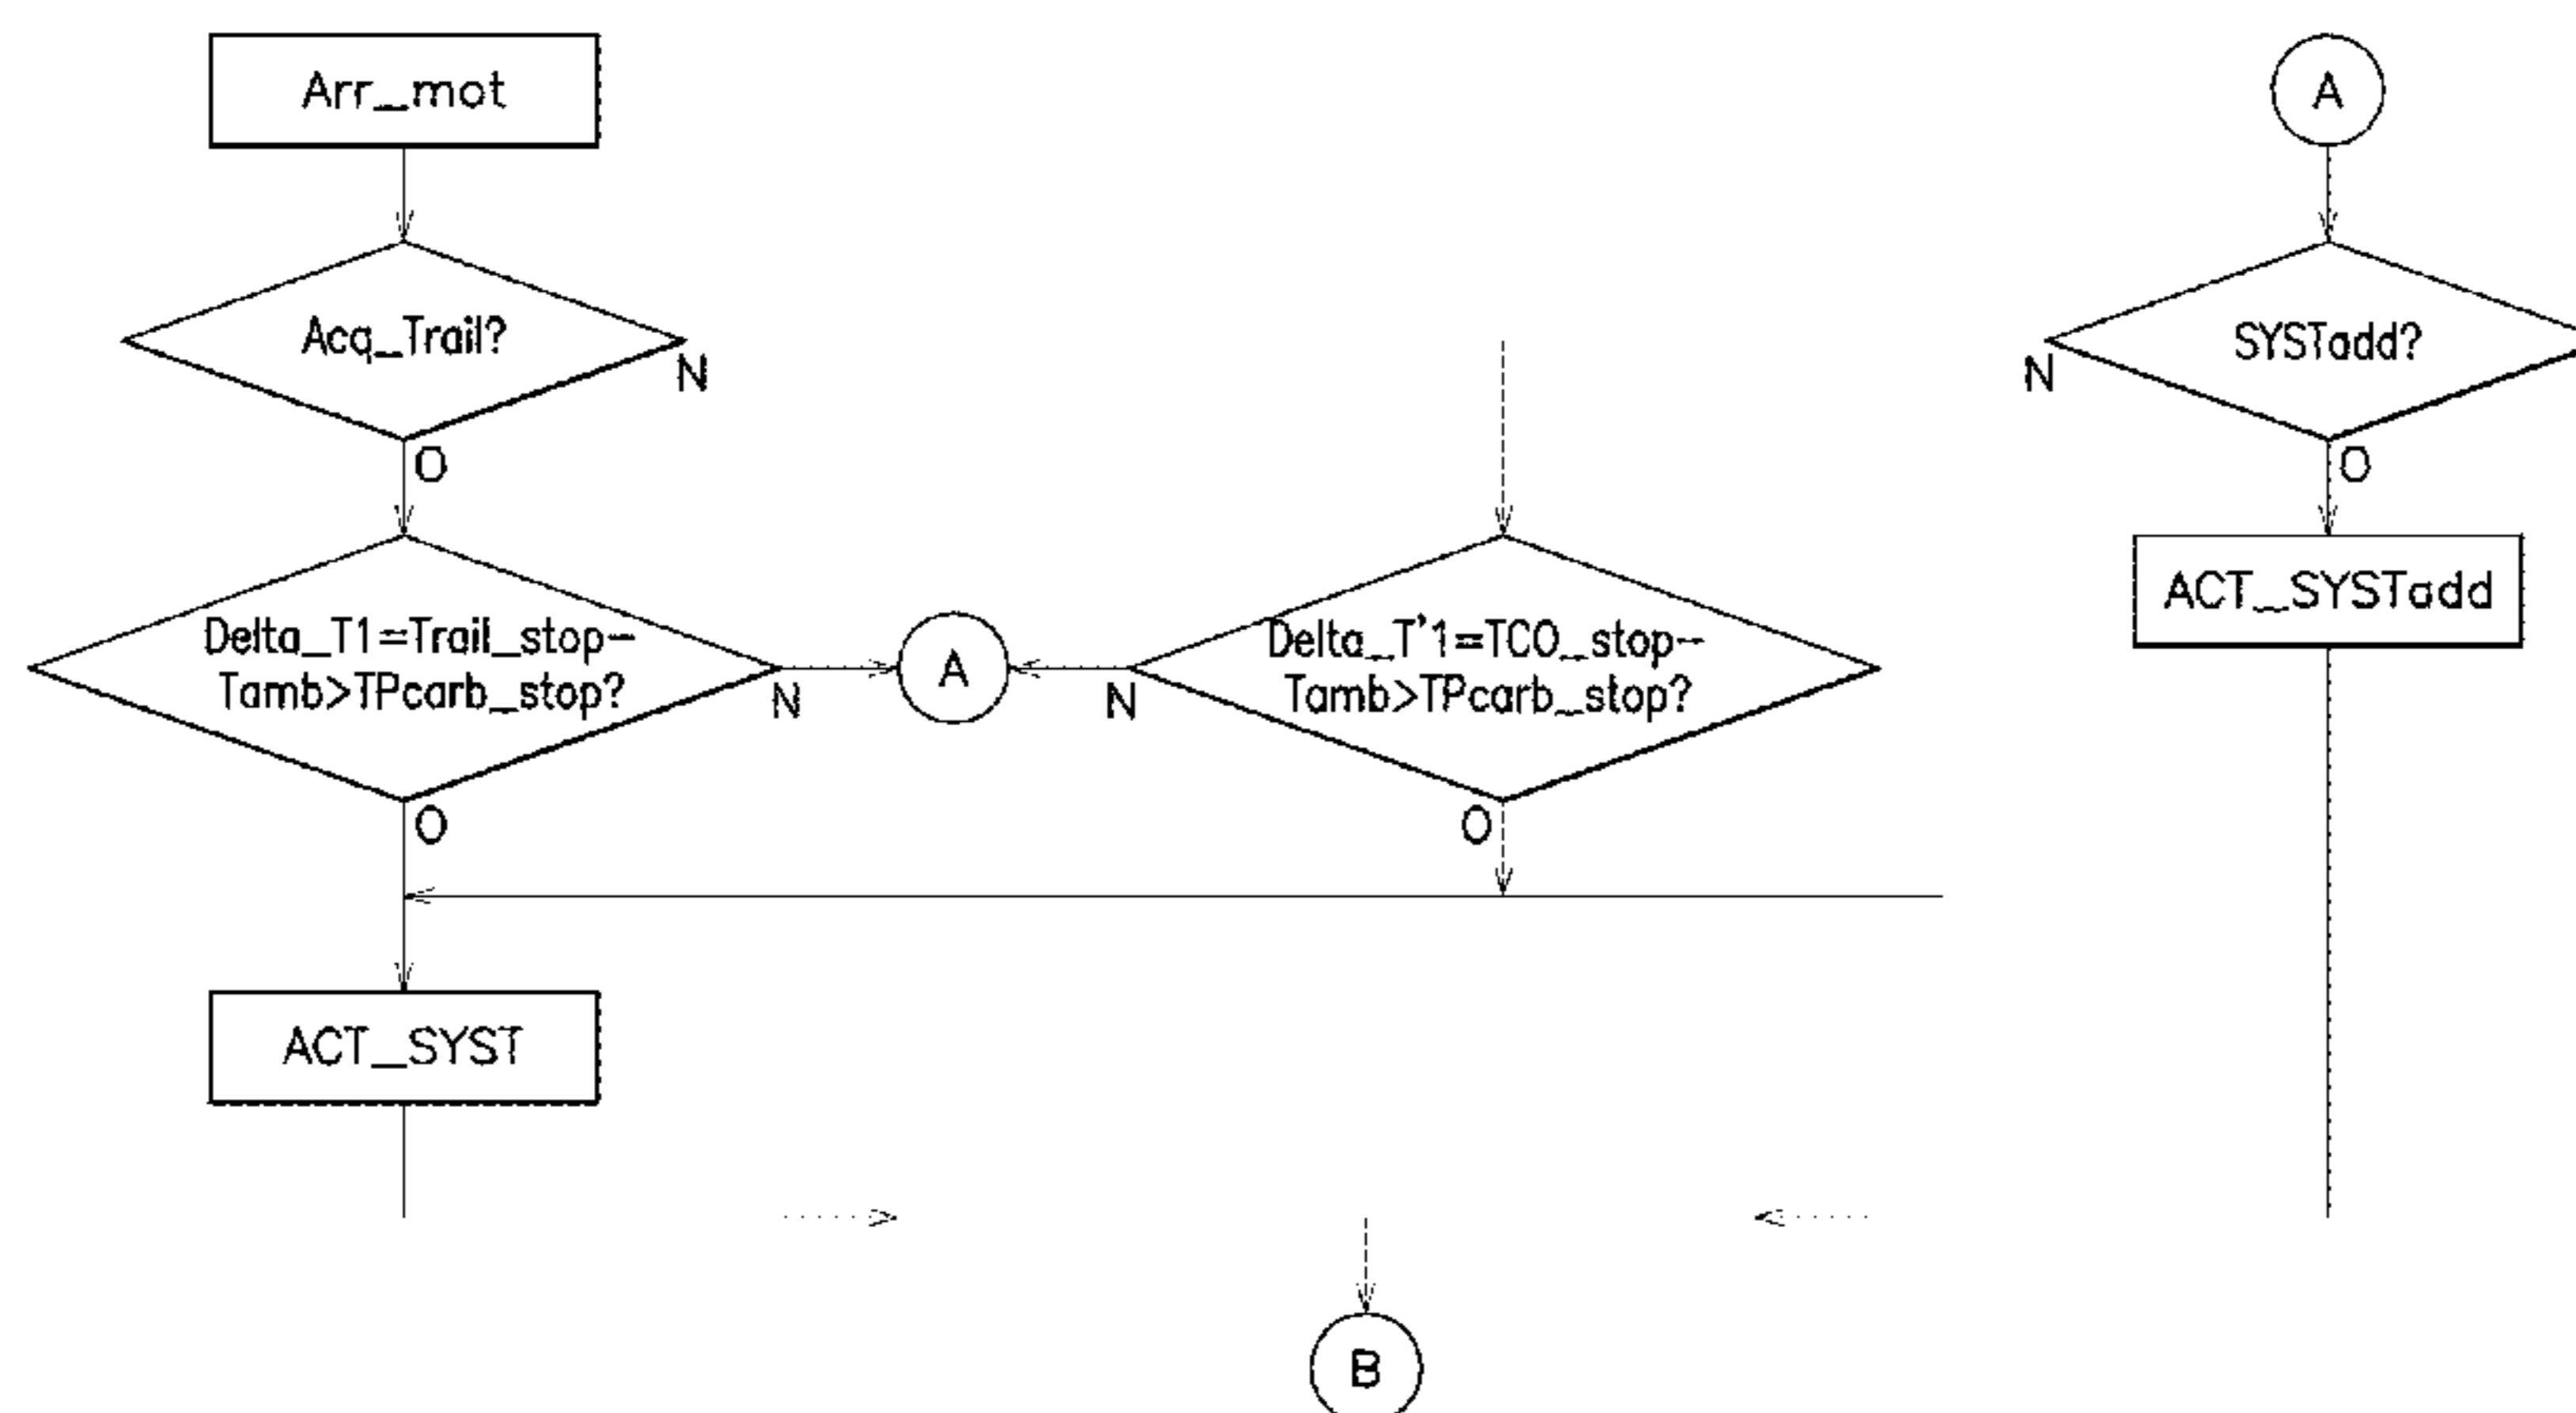 Arr_mot
A
Acq_Trail?
N
O
SYSTadd?
N
O
Delta_T1=Trail_stop-
Tamb>TPcarb_stop?
N
O
A
Delta_T'1=TCO_stop-
Tamb>TPcarb_stop?
N
O
ACT_SYSTadd
ACT_SYST
B